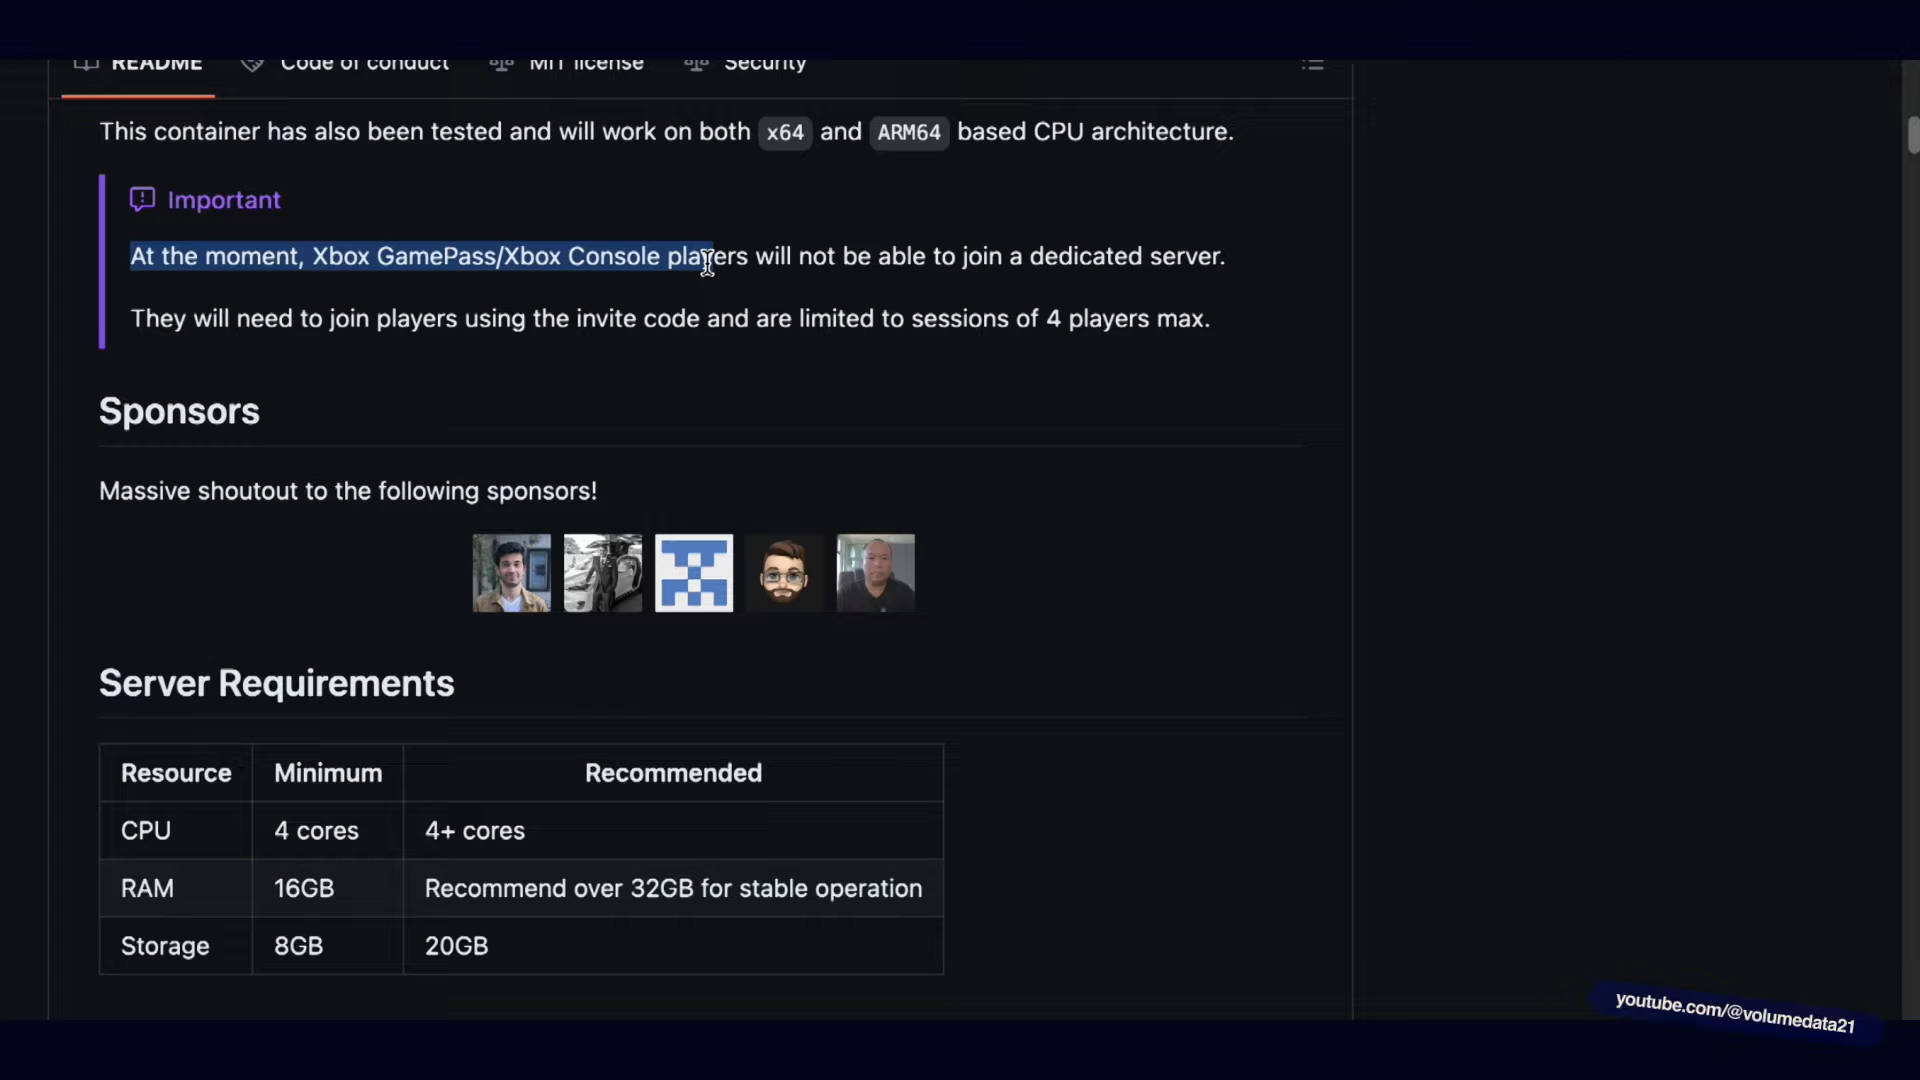 README Code of conduct MIT license Security
This container has also been tested and will work on both x64 and ARM64 based CPU architecture.
Important
At the moment, Xbox GamePass/Xbox Console players will not be able to join a dedicated server.
They will need to join players using the invite code and are limited to sessions of 4 players max.
Sponsors
Massive shoutout to the following sponsors!
Server Requirements
Resource Minimum Recommended
CPU 4 cores 4+ cores
RAM 16GB Recommend over 32GB for stable operation
Storage 8GB 20GB
youtube.com/@volumedata21